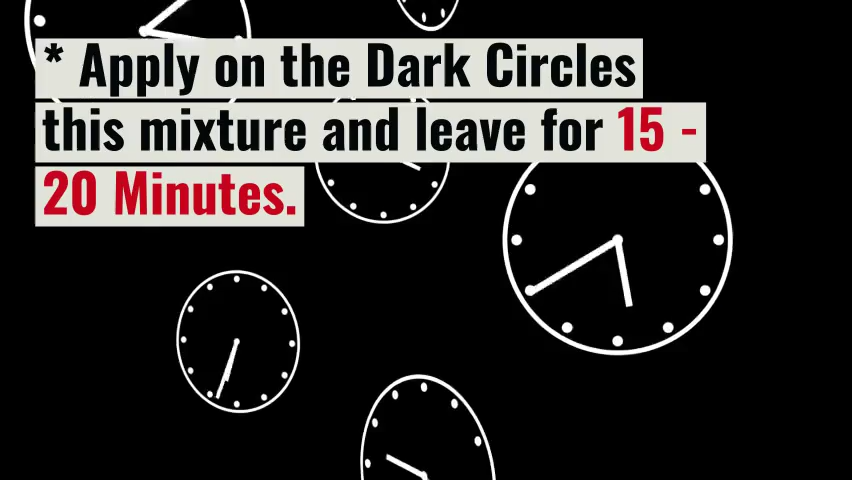 * Apply on the Dark Circles
this mixture and leave for 15 -
20 Minutes.